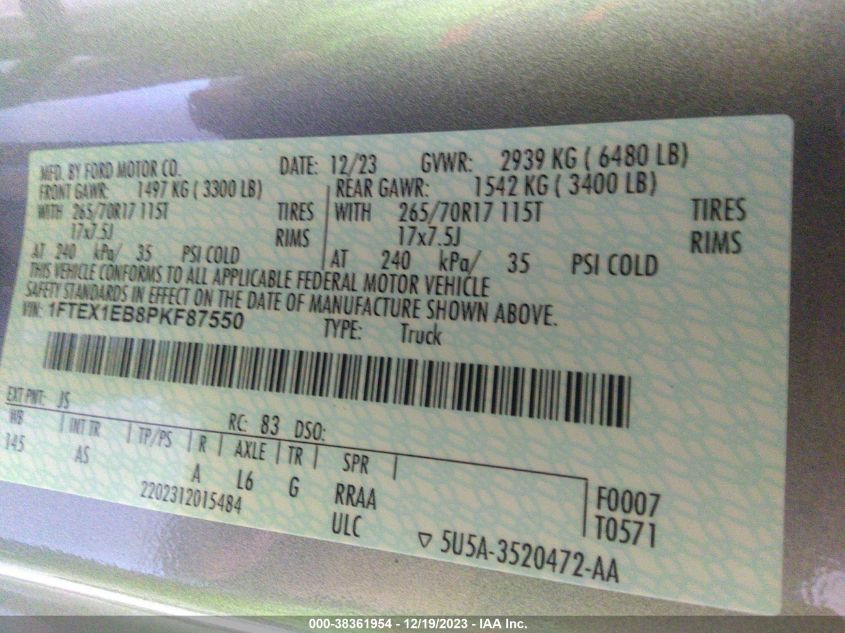 MFD. BY FORD MOTOR CO. DATE: 12/23 GVWR: 2939 KG ( 6480 LB)
FRONT GAWR: 1497 KG ( 3300 LB) REAR GAWR: 1542 KG ( 3400 LB)
WITH 265/70R17 115T TIRES WITH 265/70R17 115T TIRES
17x7.5J RIMS 17x7.5J RIMS
AT 240 kPa/ 35 PSI COLD AT 240 kPa/ 35 PSI COLD
THIS VEHICLE CONFORMS TO ALL APPLICABLE FEDERAL MOTOR VEHICLE
SAFETY STANDARDS IN EFFECT ON THE DATE OF MANUFACTURE SHOWN ABOVE.
VIN: 1FTEX1EB8PKF87550 TYPE: Truck
EXT PNT: JS RC: 83 DSO:
WB INT TR TP/PS R AXLE TR SPR
145 AS A L6 G RRAA F0007
2202312015484 ULC T0571
▽ 5U5A-3520472-AA
000-38361954 - 12/19/2023 - IAA Inc.